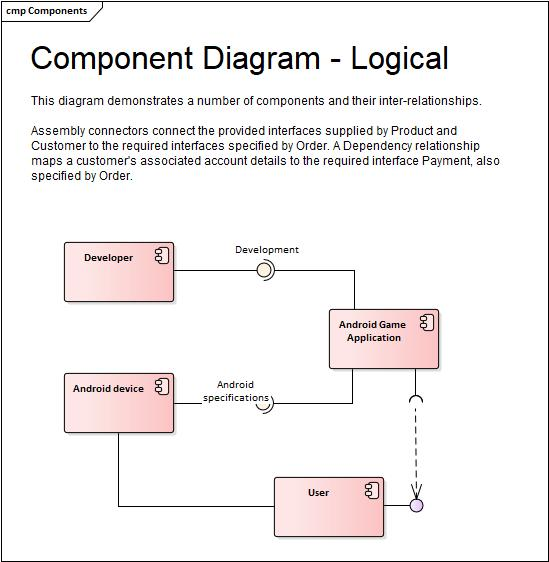 cmp Components
Component Diagram - Logical
This diagram demonstrates a number of components and their inter-relationships.
Assembly connectors connect the provided interfaces supplied by Product and
Customer to the required interfaces specified by Order. A Dependency relationship
maps a customer's associated account details to the required interface Payment, also
specified by Order.
Development
Developer
Android Game
Application
Android
specifications
Android device
User